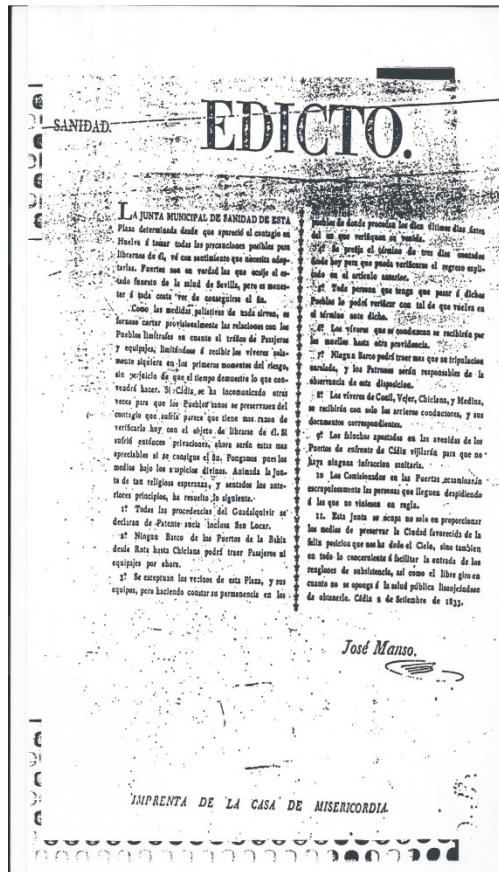 SANIDAD.
EDICTO.
LA JUNTA MUNICIPAL DE SANIDAD DE ESTA
Plaza determinada desde que apareció el contagio en
Huelva á tomar todas las precauciones posibles para
librarnos de él, vé con sentimiento que necesita adop-
tarlas. Fuertes son en verdad las que exije el es-
tado funesto de la salud de Sevilla, pero es menes-
ter á toda costa ver de conseguirse el fin.
Como las medidas paliativas de nada sirven, es
forzoso cortar provisionalmente las relaciones con los
Pueblos limítrofes en cuanto al tráfico de Pasajeros
y equipajes, limitándose á recibir los víveres sola-
mente siquiera en los primeros momentos del riesgo,
sin perjuicio de que el tiempo demuestre lo que con-
vendrá hacer. Si Cádiz se ha incomunicado otras
veces para que los Pueblos sanos se preservasen del
contagio que sufría parece que tiene mas razon de
verificarlo hoy con el objeto de librarse de él. Si
sufrió entonces privaciones, ahora serán estas mas
apreciables si se consigue el fin. Pongamos pues los
medios bajo los auspicios divinos. Animada la Jun-
ta de tan religiosa esperanza, y sentados los ante-
riores principios, ha resuelto lo siguiente.
1º Todas las procedencias del Guadalquivir se
declaran de Patente sucia inclusa San Lucar.
2º Ningun Barco de los Puertos de la Bahía
desde Rota hasta Chiclana podrá traer Pasajeros ni
equipajes por ahora.
3º Se esceptuan los vecinos de esta Plaza, y sus
equipos, pero haciendo constar su permanencia en los
Pueblos de donde procedan los diez últimos dias ántes
del en que verifiquen su venida.
4º Se prefija el término de tres dias contados
desde hoy para que pueda verificarse el regreso espli-
cado en el artículo anterior.
5º Toda persona que tenga que pasar á dichos
Pueblos lo podrá verificar con tal de que vuelva en
el término ante dicho.
6º Los víveres que se conduzcan se recibirán por
los muelles hasta otra providencia.
7º Ningun Barco podrá traer mas que su tripulacion
enrolada, y los Patrones serán responsables de la
observancia de esta disposicion.
8º Los víveres de Conil, Vejer, Chiclana, y Medina,
se recibirán con solo los arrieros conductores, y sus
documentos correspondientes.
9º Los faluchos apostados en las avenidas de los
Puertos de enfrente de Cádiz vijilarán para que no
haya ninguna infraccion sanitaria.
10 Los Comisionados en las Puertas examinarán
escrupulosamente las personas que lleguen despidiendo
á las que no viniesen en regla.
11. Esta Junta se ocupa no solo en proporcionar
los medios de preservar la Ciudad favorecida de la
feliz posicion que nos ha dado el Cielo, sino tambien
en todo lo concerniente á facilitar la entrada de los
renglones de subsistencia, así como el libre giro en
cuanto no se oponga á la salud pública lisonjeándose
de obtenerlo. Cádiz 2 de Setiembre de 1833.
José Manso.
IMPRENTA DE LA CASA DE MISERICORDIA.